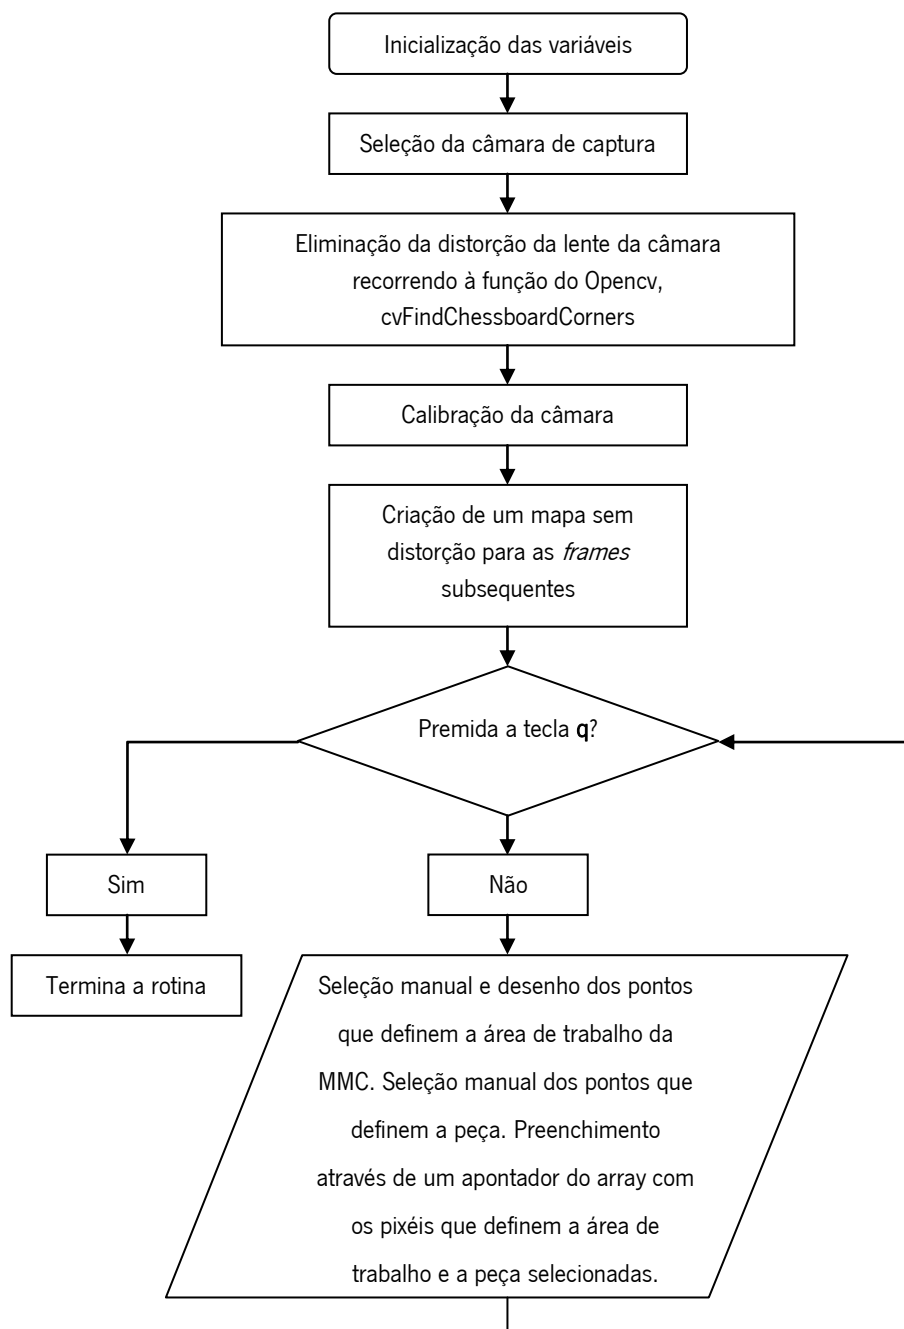 Inicialização das variáveis
Seleção da câmara de captura
Eliminação da distorção da lente da câmara
recorrendo à função do Opencv,
cvFindChessboardCorners
Calibração da câmara
Criação de um mapa sem
distorção para as frames
subsequentes
Premida a tecla q?
Sim
Não
Termina a rotina
Seleção manual e desenho dos pontos
que definem a área de trabalho da
MMC. Seleção manual dos pontos que
definem a peça. Preenchimento
através de um apontador do array com
os pixéis que definem a área de
trabalho e a peça selecionadas.